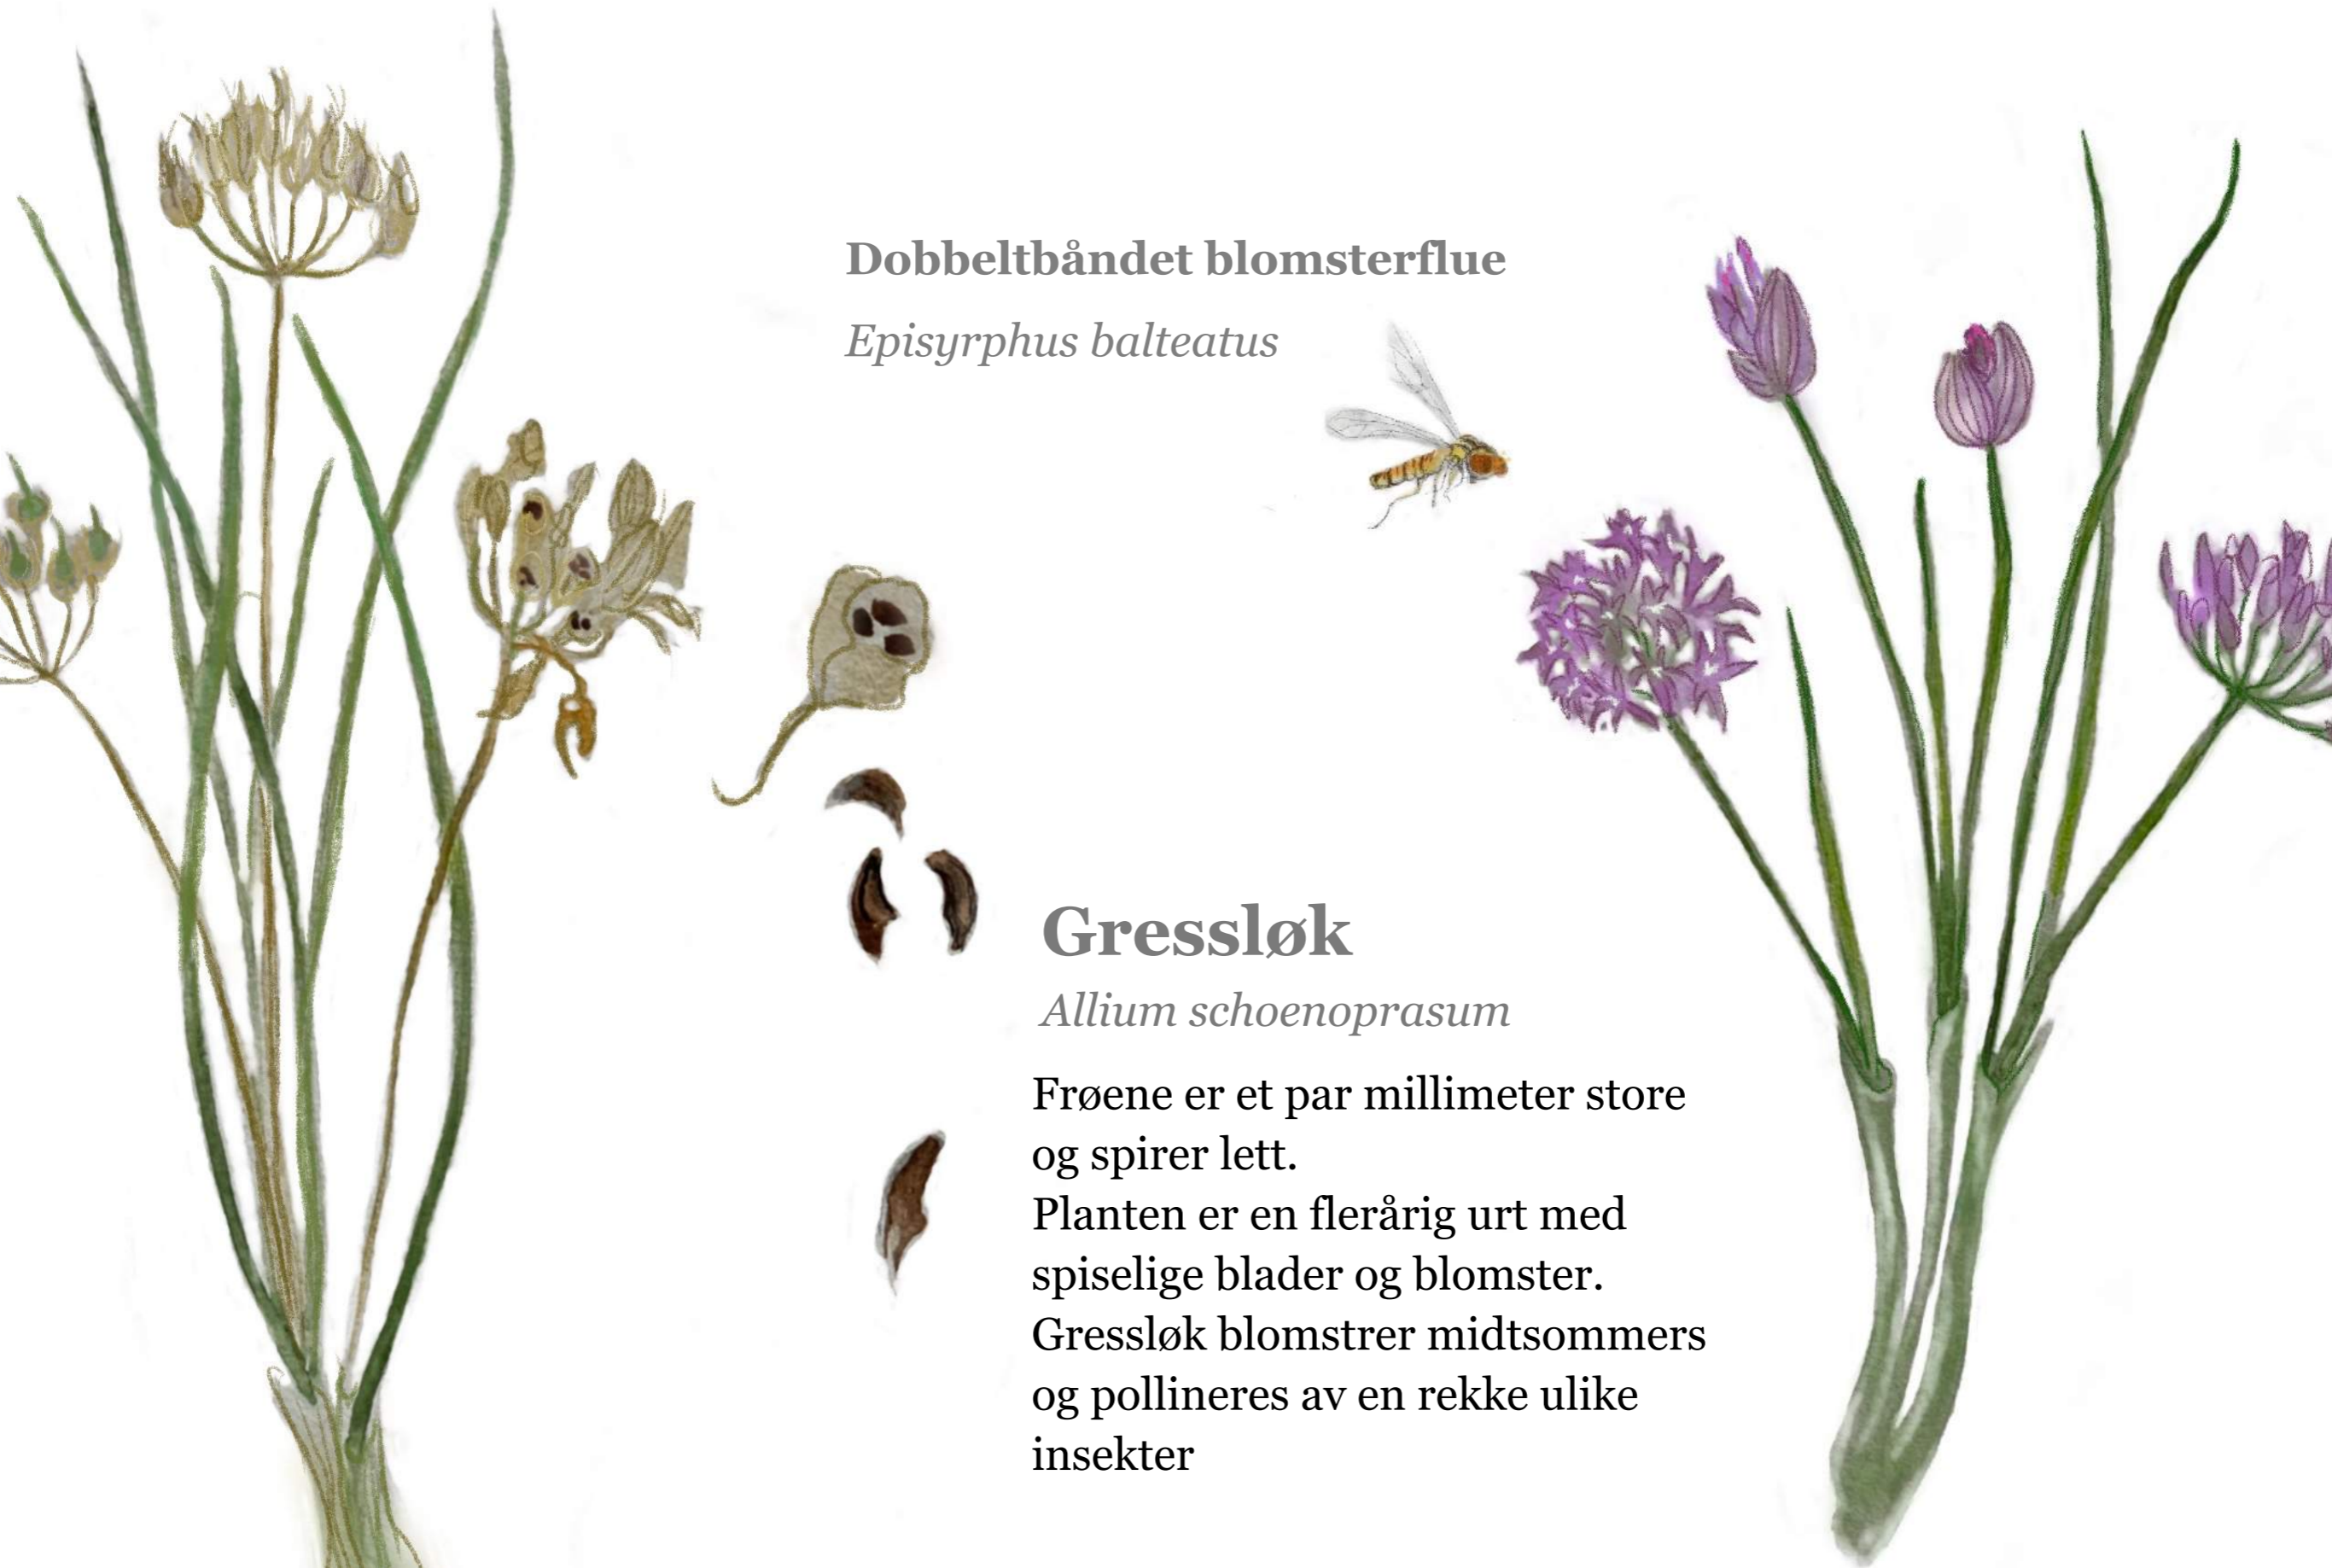 Dobbeltbåndet blomsterflue
Episyrphus balteatus
Gressløk
Allium schoenoprasum
Frøene er et par millimeter store
og spirer lett.
Planten er en flerårig urt med
spiselige blader og blomster.
Gressløk blomstrer midtsommers
og pollineres av en rekke ulike
insekter